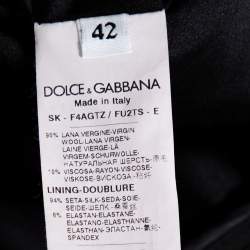 42
DOLCE & GABBANA
Made in Italy
SK - F4AGTZ / FU2TS - E
90% LANA VERGINE-VIRGIN
WOOL-LANA VIRGEN-
LAINE VIERGE-LÃ
VIRGEM-SCHURWOLLE-
НАТУРАЛЬНАЯ ШЕРСТЬ-
10% VISCOSA-RAYON-VISCOSE-
VISKOSE-ВИСКОЗА-
LINING-DOUBLURE
94% SETA-SILK-SEDA-SOIE-
SEIDE-ШЕЛК-
6% ELASTAN-ELASTANE-
ELASTANO-ELASTHANNE-
ELASTHAN-ЭЛАСТАН-
SPANDEX